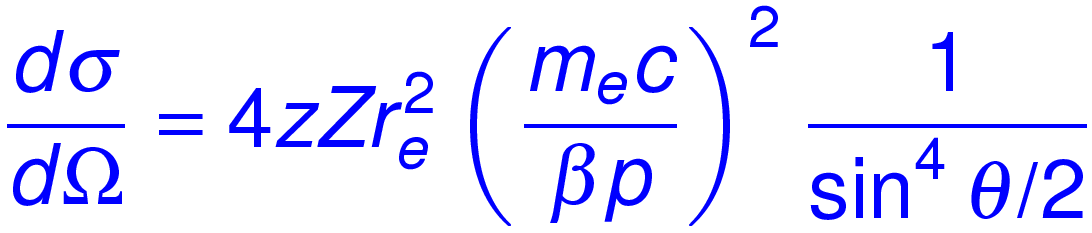 dσ/dΩ = 4zZr_e^2 (m_e c/βp)^2 1/sin^4 θ/2